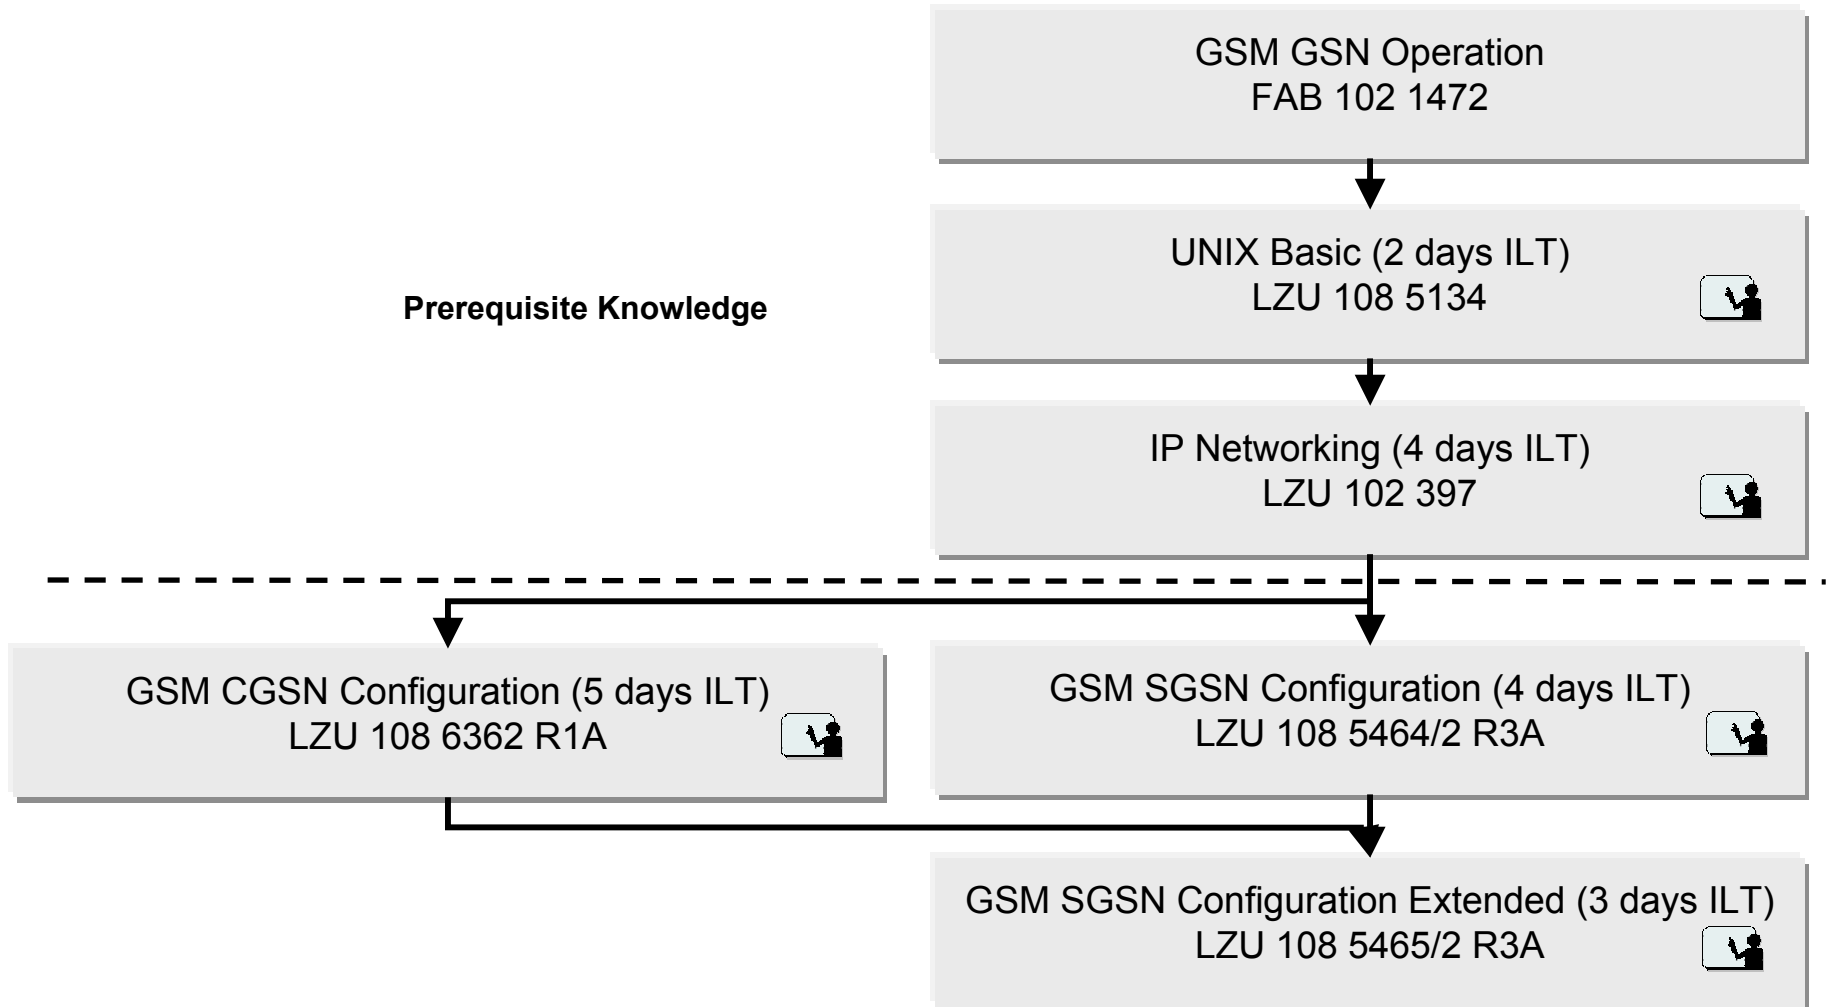 GSM GSN Operation
FAB 102 1472
UNIX Basic (2 days ILT)
LZU 108 5134
Prerequisite Knowledge
IP Networking (4 days ILT)
LZU 102 397
GSM CGSN Configuration (5 days ILT)
LZU 108 6362 R1A
GSM SGSN Configuration (4 days ILT)
LZU 108 5464/2 R3A
GSM SGSN Configuration Extended (3 days ILT)
LZU 108 5465/2 R3A